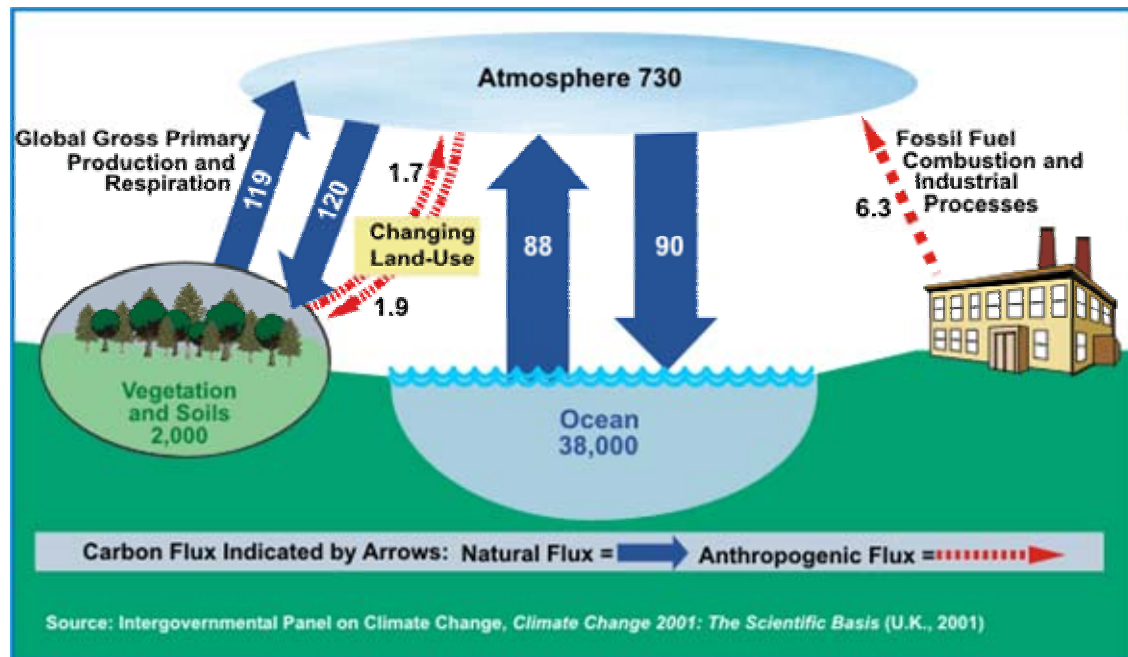 Atmosphere 730
Global Gross Primary
Production and
Respiration
119
120
1.7
Changing
Land-Use
1.9
88
90
Fossil Fuel
Combustion and
Industrial
Processes
6.3
Vegetation
and Soils
2,000
Ocean
38,000
Carbon Flux Indicated by Arrows: Natural Flux = Anthropogenic Flux =
Source: Intergovernmental Panel on Climate Change, Climate Change 2001: The Scientific Basis (U.K., 2001)